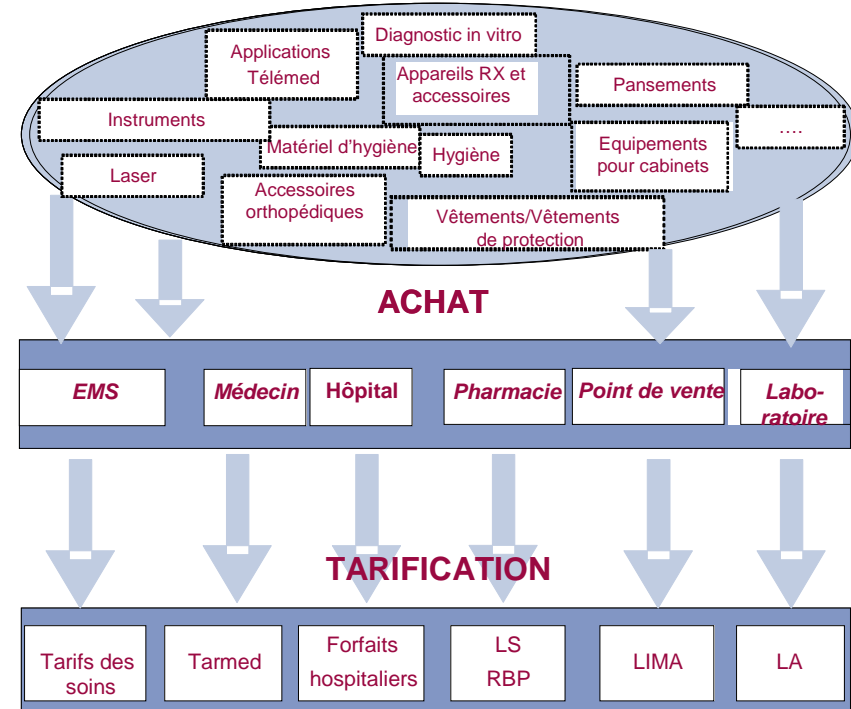 Diagnostic in vitro
Applications
Télémed
Appareils RX et
accessoires
Pansements
Instruments
….
Matériel d'hygiène
Hygiène
Equipements
pour cabinets
Laser
Accessoires
orthopédiques
Vêtements/Vêtements
de protection
ACHAT
EMS
Médecin
Hôpital
Pharmacie
Point de vente
Labo-
ratoire
TARIFICATION
Tarifs des
soins
Tarmed
Forfaits
hospitaliers
LS
RBP
LIMA
LA